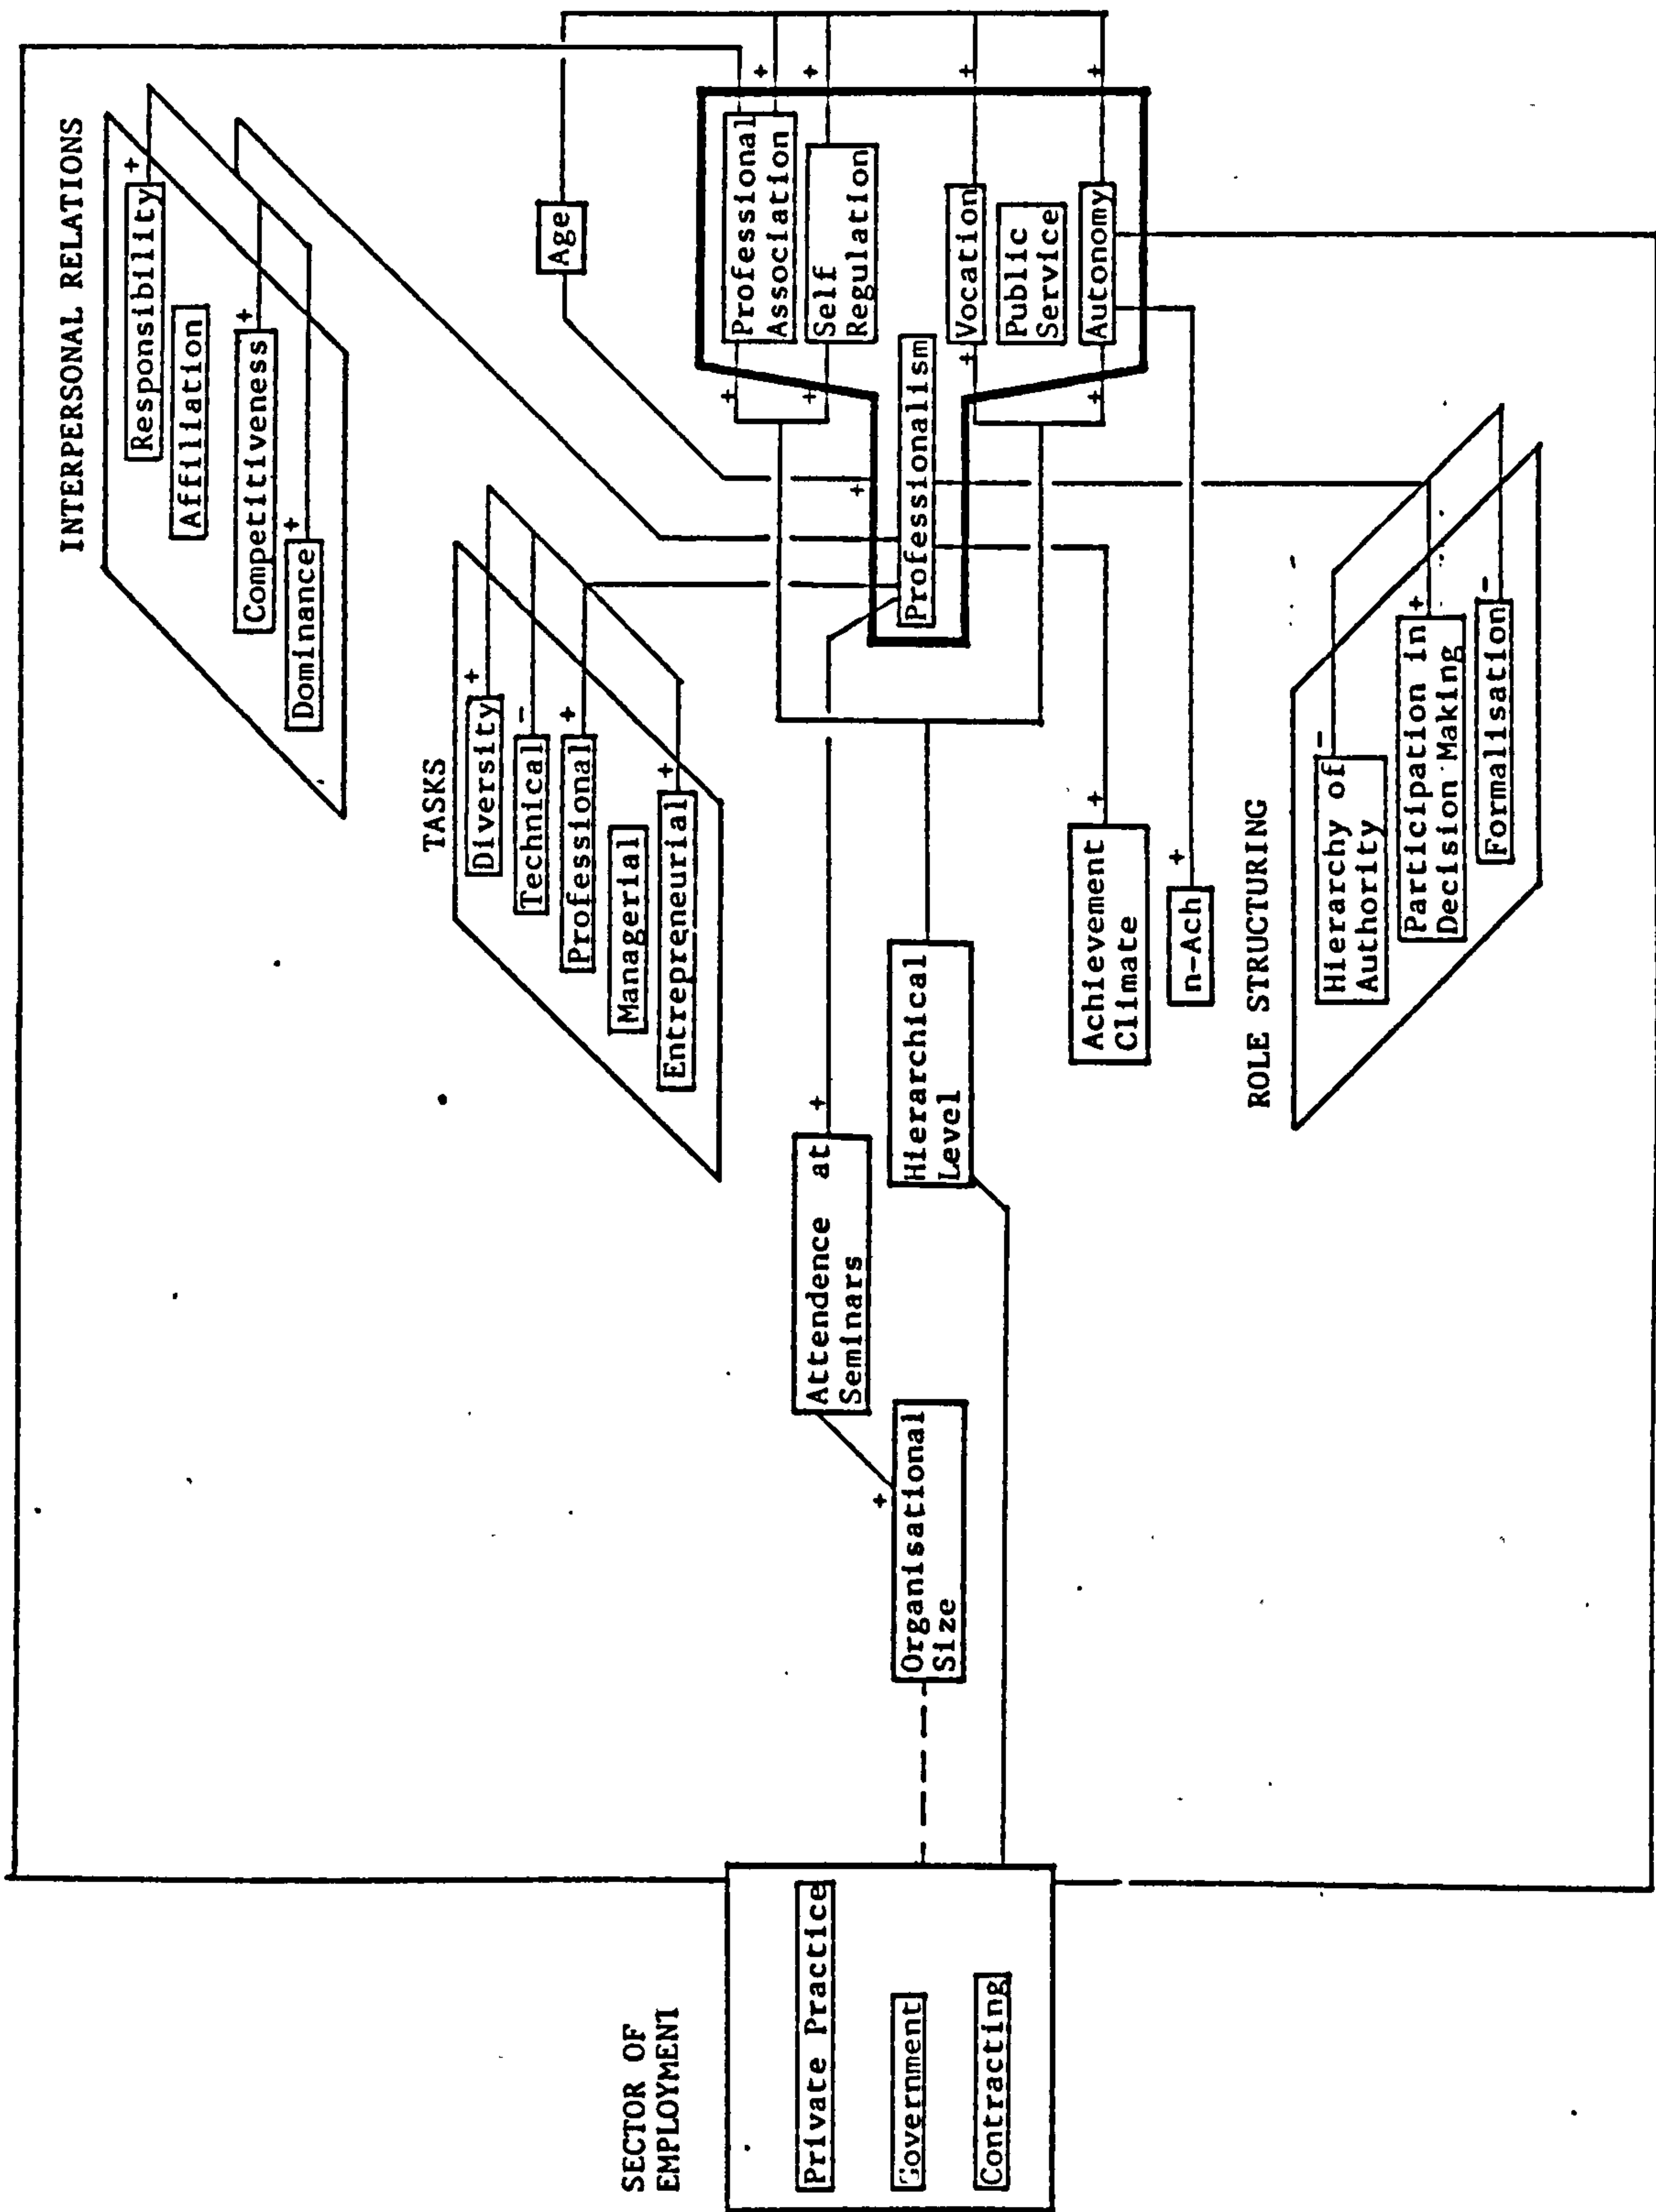 INTERPERSONAL RELATIONS
Responsibility +
Affiliation
Competitiveness +
Dominance +
TASKS
Diversity +
Technical -
Professional +
Managerial
Entrepreneurial +
Age
+
+
+
+
Professional
Association
+
Self
Regulation
+
Professionalism
+
Vocation
+
Public
Service
Autonomy
+
SECTOR OF
EMPLOYMENT
Private Practice
Government
Contracting
Organisational
Size
+
Attendence at
Seminars
+
Hierarchical
Level
Achievement
Climate
+
n-Ach +
ROLE STRUCTURING
Hierarchy of
Authority
-
Participation in
Decision Making
+
Formalisation -